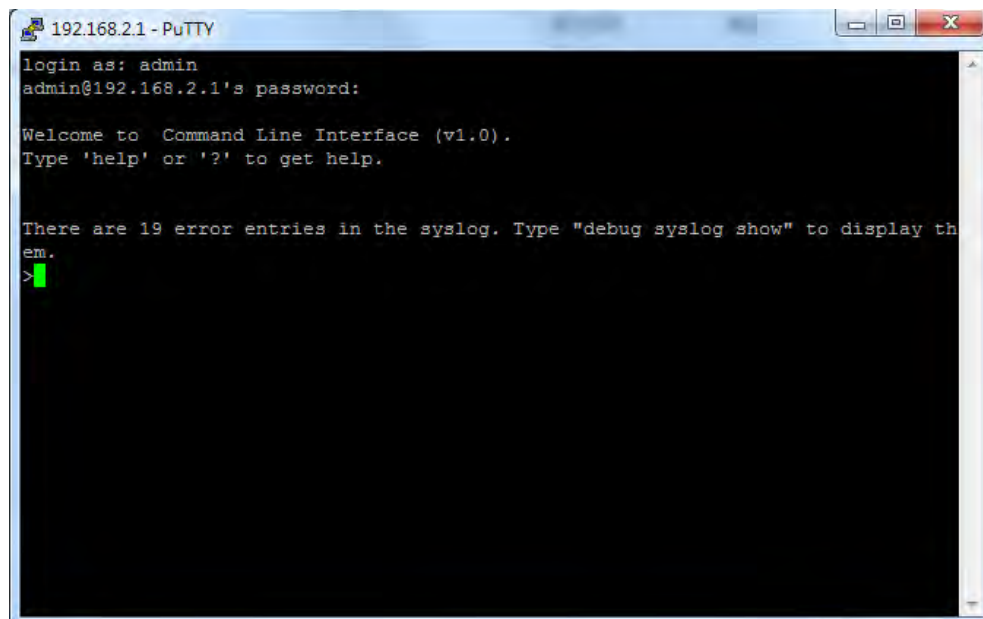 192.168.2.1 - PuTTY
login as: admin
admin@192.168.2.1's password:
Welcome to  Command Line Interface (v1.0).
Type 'help' or '?' to get help.
There are 19 error entries in the syslog. Type "debug syslog show" to display th
em.
>